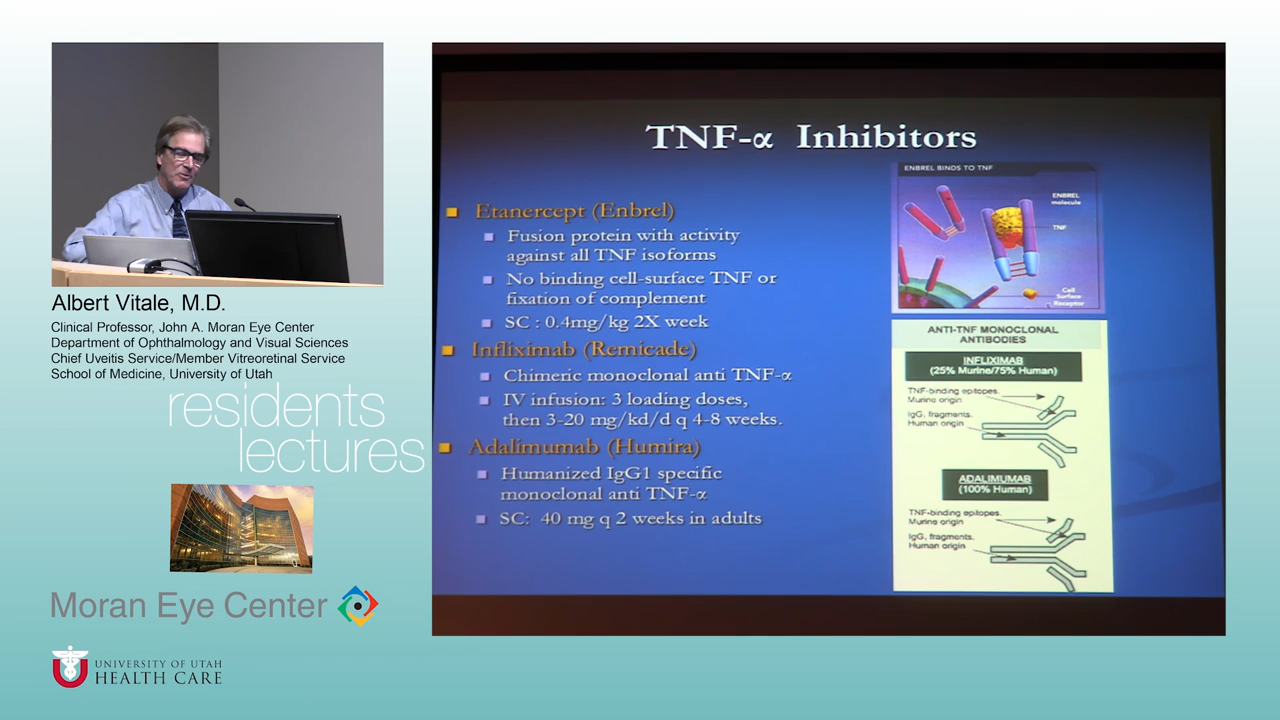 Albert Vitale, M.D.
Clinical Professor, John A. Moran Eye Center
Department of Ophthalmology and Visual Sciences
Chief Uveitis Service/Member Vitreoretinal Service
School of Medicine, University of Utah
residents
lectures
Moran Eye Center
UNIVERSITY OF UTAH
HEALTH CARE
TNF-α Inhibitors
Etanercept (Enbrel)
Fusion protein with activity
against all TNF isoforms
No binding cell-surface TNF or
fixation of complement
SC : 0.4mg/kg 2X week
Infliximab (Remicade)
Chimeric monoclonal anti TNF-α
IV infusion: 3 loading doses,
then 3-20 mg/kd/d q 4-8 weeks.
Adalimumab (Humira)
Humanized IgG1 specific
monoclonal anti TNF-α
SC: 40 mg q 2 weeks in adults
ENBREL BINDS TO TNF
ENBREL
molecule
TNF
Cell
Surface
Receptor
ANTI-TNF MONOCLONAL
ANTIBODIES
INFLIXIMAB
(25% Murine/75% Human)
TNF-binding epitopes.
Murine origin
IgG, fragments.
Human origin
ADALIMUMAB
(100% Human)
TNF-binding epitopes.
Murine origin
IgG, fragments.
Human origin